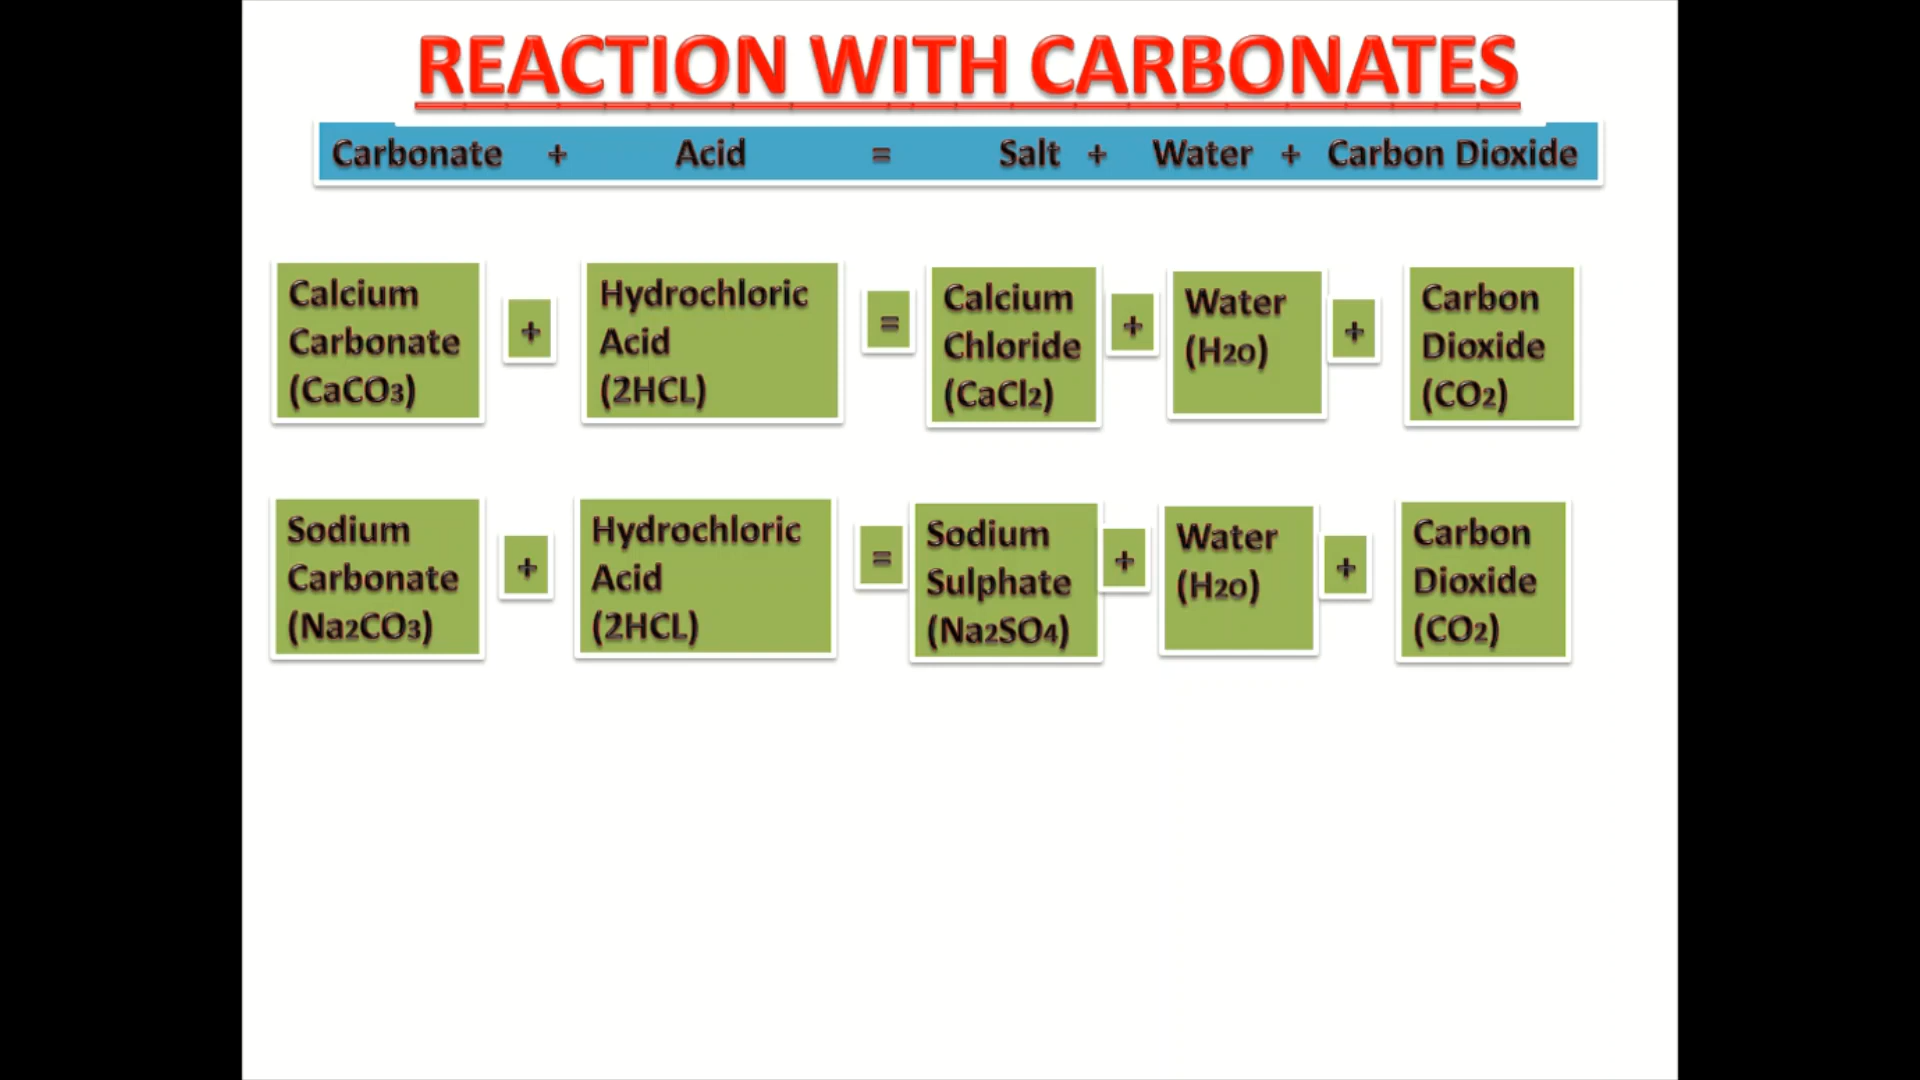 REACTION WITH CARBONATES
Carbonate + Acid = Salt + Water + Carbon Dioxide
Calcium
Carbonate
(CaCO3)
+
Hydrochloric
Acid
(2HCL)
=
Calcium
Chloride
(CaCl2)
+
Water
(H2O)
+
Carbon
Dioxide
(CO2)
Sodium
Carbonate
(Na2CO3)
+
Hydrochloric
Acid
(2HCL)
=
Sodium
Sulphate
(Na2SO4)
+
Water
(H2O)
+
Carbon
Dioxide
(CO2)